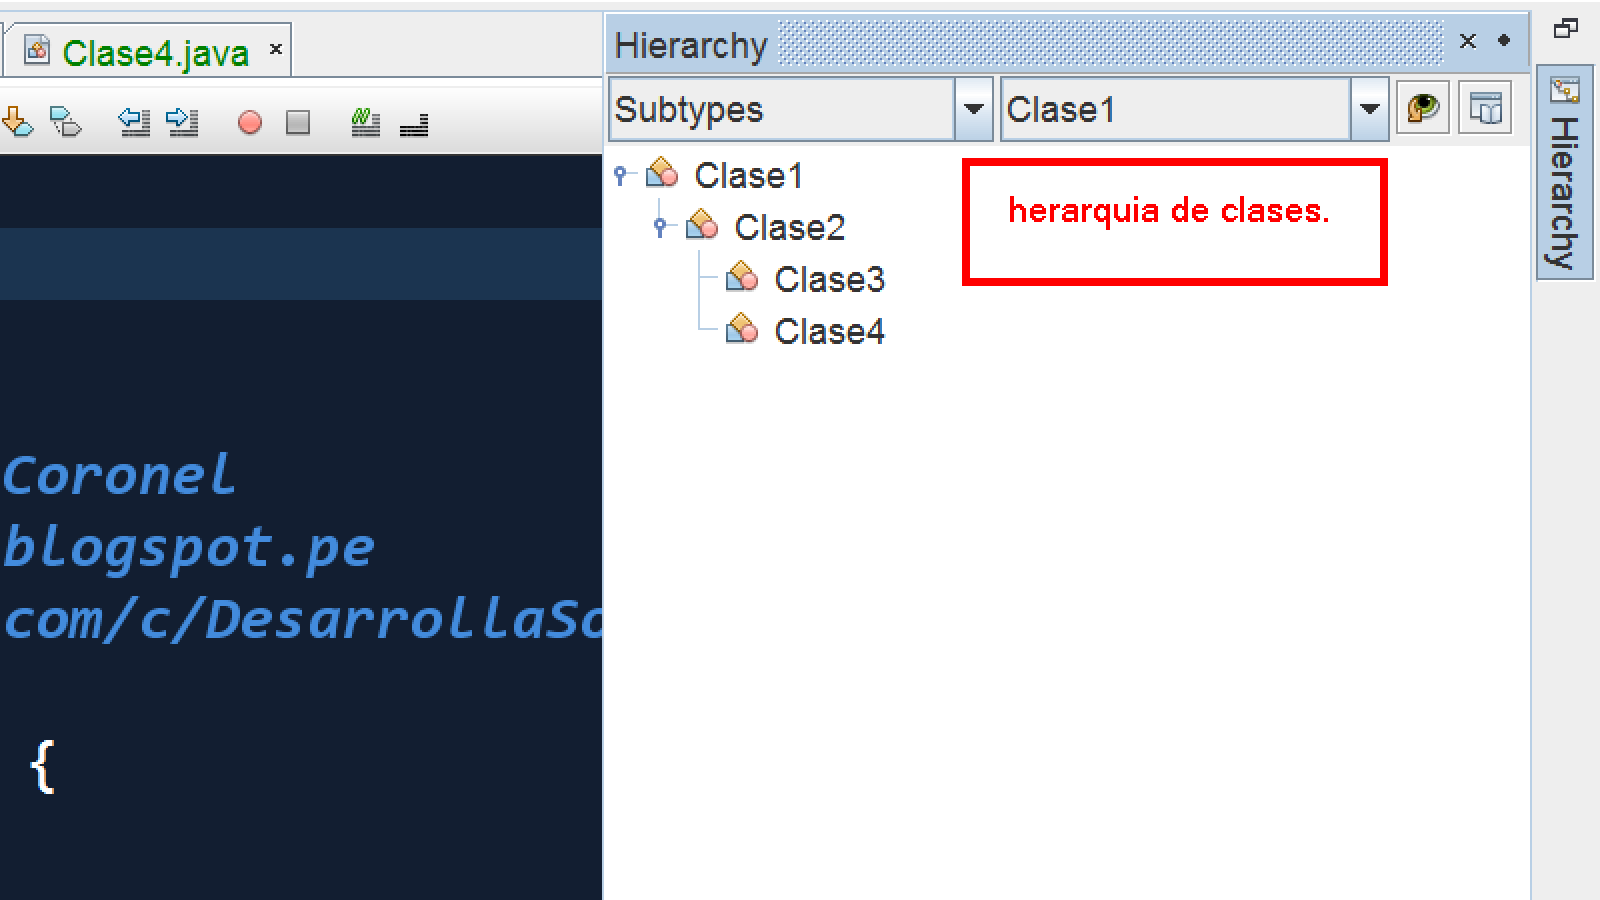 Clase4.java
Hierarchy
Subtypes
Clase1
Clase1
herarquia de clases.
Clase2
Clase3
Clase4
Hierarchy
Coronel
blogspot.pe
com/c/DesarrollaSo
{